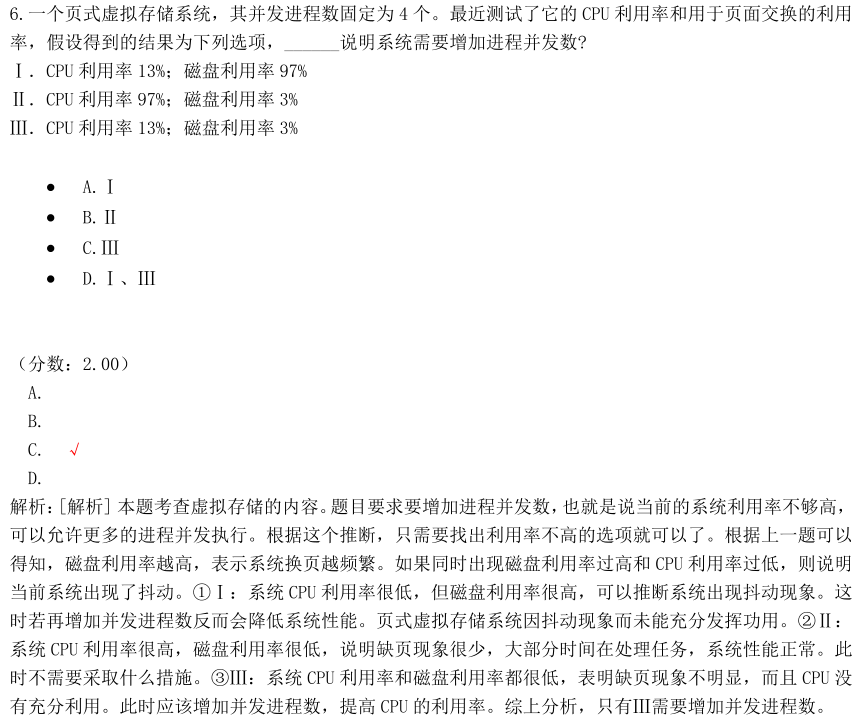 6.一个页式虚拟存储系统，其并发进程数固定为 4 个。最近测试了它的 CPU 利用率和用于页面交换的利用
率，假设得到的结果为下列选项，______说明系统需要增加进程并发数?
Ⅰ．CPU 利用率 13%；磁盘利用率 97%
Ⅱ．CPU 利用率 97%；磁盘利用率 3%
Ⅲ．CPU 利用率 13%；磁盘利用率 3%
● A.Ⅰ
● B.Ⅱ
● C.Ⅲ
● D.Ⅰ、Ⅲ
（分数：2.00）
A.
B.
C. √
D.
解析：[解析] 本题考查虚拟存储的内容。题目要求要增加进程并发数，也就是说当前的系统利用率不够高，
可以允许更多的进程并发执行。根据这个推断，只需要找出利用率不高的选项就可以了。根据上一题可以
得知，磁盘利用率越高，表示系统换页越频繁。如果同时出现磁盘利用率过高和 CPU 利用率过低，则说明
当前系统出现了抖动。①Ⅰ：系统 CPU 利用率很低，但磁盘利用率很高，可以推断系统出现抖动现象。这
时若再增加并发进程数反而会降低系统性能。页式虚拟存储系统因抖动现象而未能充分发挥功用。②Ⅱ：
系统 CPU 利用率很高，磁盘利用率很低，说明缺页现象很少，大部分时间在处理任务，系统性能正常。此
时不需要采取什么措施。③Ⅲ：系统 CPU 利用率和磁盘利用率都很低，表明缺页现象不明显，而且 CPU 没
有充分利用。此时应该增加并发进程数，提高 CPU 的利用率。综上分析，只有Ⅲ需要增加并发进程数。